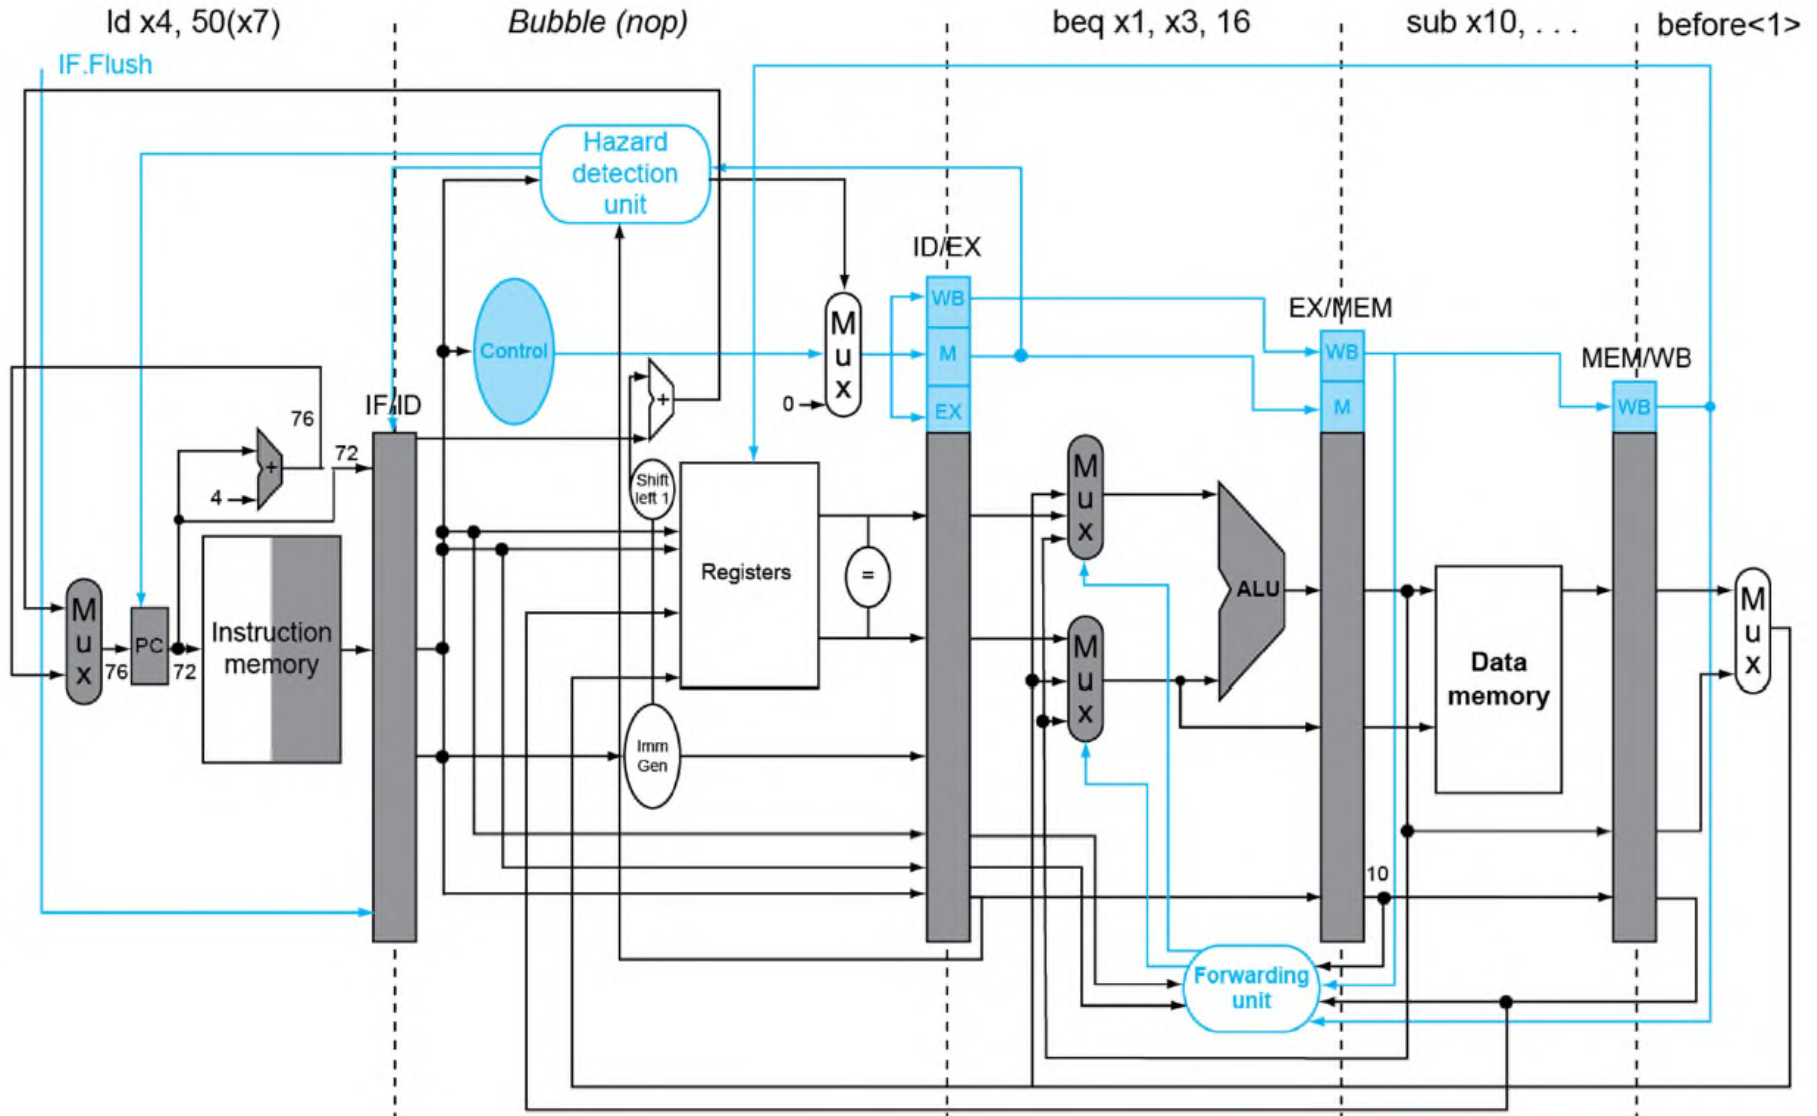 ld x4, 50(x7)
Bubble (nop)
beq x1, x3, 16
sub x10, . . .
before<1>
IF.Flush
Hazard
detection
unit
ID/EX
WB
M
EX
EX/MEM
WB
M
MEM/WB
WB
Control
M
u
x
0
+
IF/ID
76
72
+
4
Shift
left 1
Registers
=
M
u
x
ALU
M
u
x
76
PC
72
Instruction
memory
M
u
x
Data
memory
M
u
x
Imm
Gen
10
Forwarding
unit